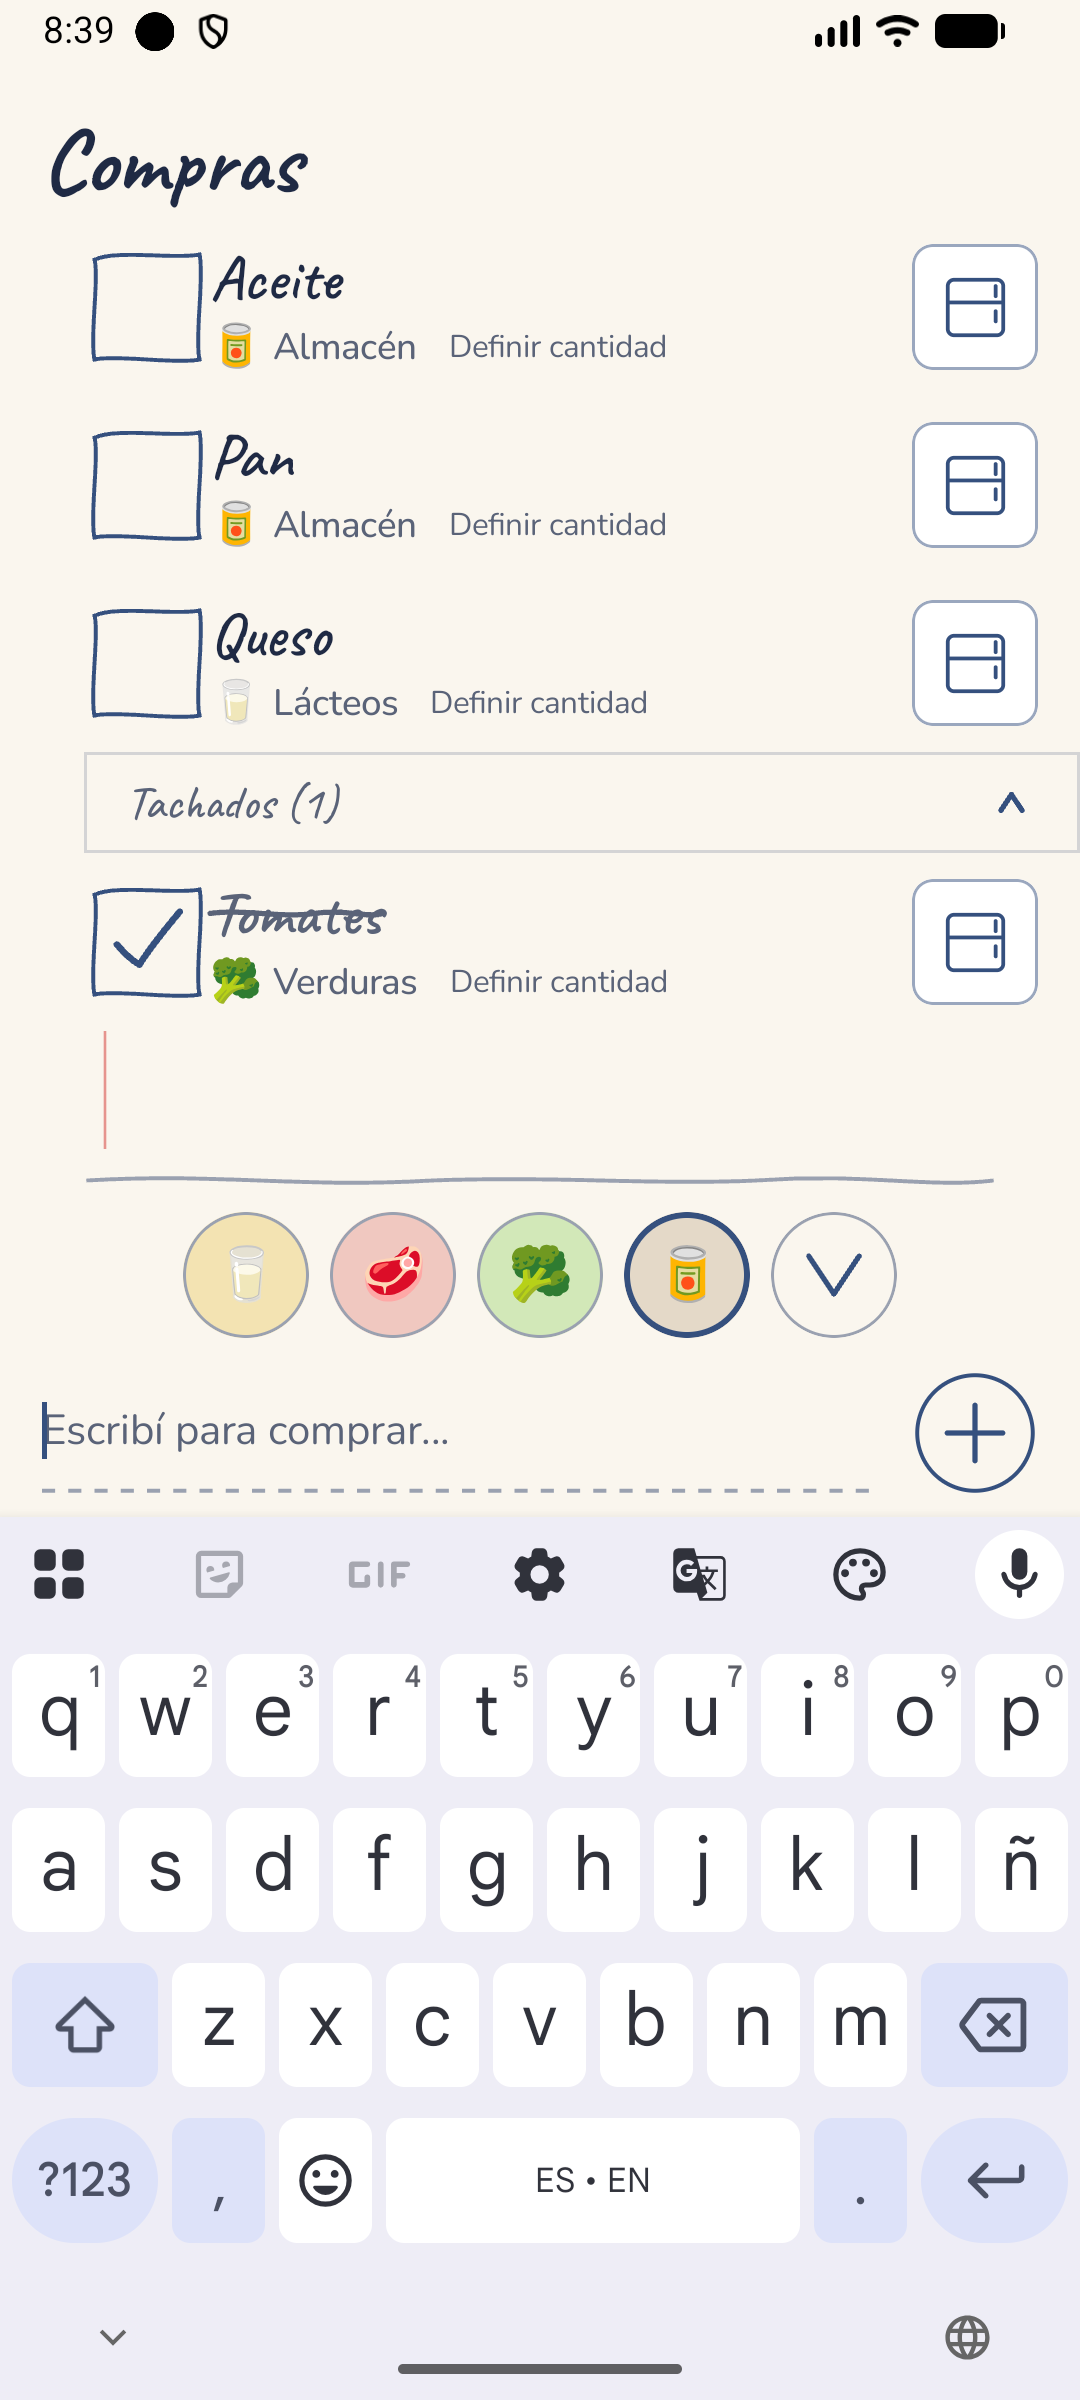 8:39
Compras
Aceite
Almacén Definir cantidad
Pan
Almacén Definir cantidad
Queso
Lácteos Definir cantidad
Tachados (1)
Tomates
Verduras Definir cantidad
Escribí para comprar...
GIF
q1 w2 e3 r4 t5 y6 u7 i8 o9 p0
a s d f g h j k l ñ
z x c v b n m
?123 , ES • EN .